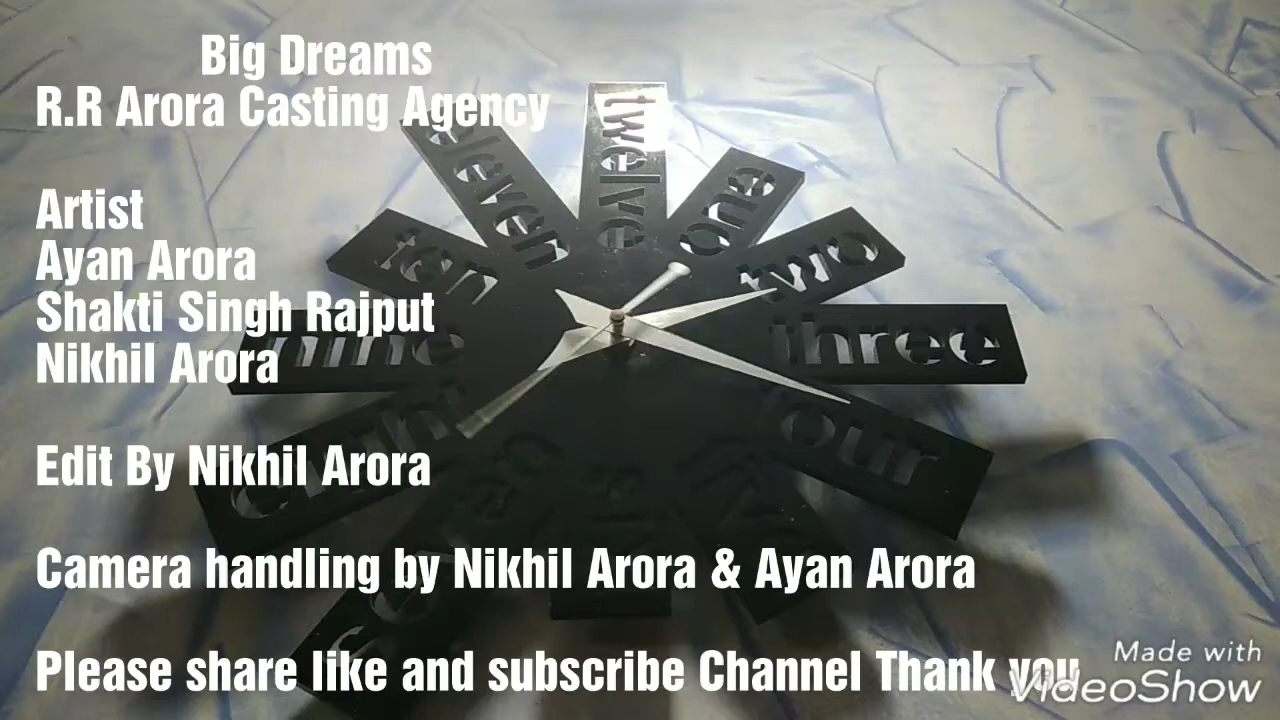 Big Dreams
R.R Arora Casting Agency
Artist
Ayan Arora
Shakti Singh Rajput
Nikhil Arora
Edit By Nikhil Arora
Camera handling by Nikhil Arora & Ayan Arora
Please share like and subscribe Channel Thank you
Made with
VideoShow
twelve
one
two
three
four
eight
nine
ten
eleven